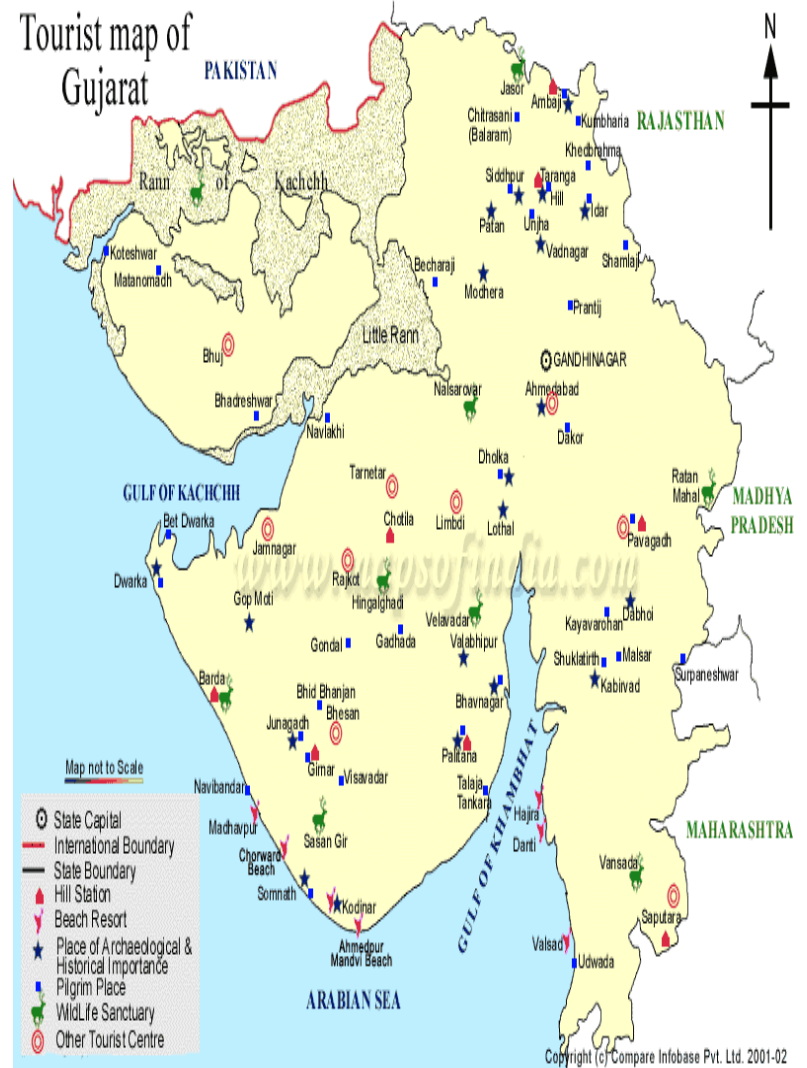 Tourist map of
Gujarat
PAKISTAN
N
Jasor
Ambaji
Chitrasani
(Balaram)
Kumbharia
RAJASTHAN
Khedbrahma
Rann of Kachchh
Siddhpur
Taranga
Hill
Idar
Patan
Unjha
Vadnagar
Shamlaji
Koteshwar
Matanomadh
Becharaji
Modhera
Prantij
Little Rann
Bhuj
GANDHINAGAR
Ahmedabad
Nalsarovar
Bhadreshwar
Navlakhi
Dakor
Dholka
Tarnetar
Ratan
Mahal
GULF OF KACHCHH
MADHYA
PRADESH
Bet Dwarka
Chotila
Limbdi
Lothal
Jamnagar
Pavagadh
www.mapsofindia.com
Rajkot
Dwarka
Hingalghadi
Gop Moti
Velavadar
Dabhoi
Kayavarohan
Gondal
Gadhada
Valabhipur
Shuklatirth
Malsar
Surpaneshwar
Kabirvad
Barda
Bhid Bhanjan
Bhesan
Bhavnagar
Junagadh
Palitana
Girnar
Map not to Scale
Visavadar
Navibandar
Talaja
Tankara
Madhavpur
Hajira
Danti
Sasan Gir
Chorward
Beach
GULF OF KHAMBHAT
MAHARASHTRA
Vansada
Somnath
Kodinar
Saputara
Ahmedpur
Mandvi Beach
Valsad
Udwada
ARABIAN SEA
State Capital
International Boundary
State Boundary
Hill Station
Beach Resort
Place of Archaeological &
Historical Importance
Pilgrim Place
WildLife Sanctuary
Other Tourist Centre
Copyright (c) Compare Infobase Pvt. Ltd. 2001-02